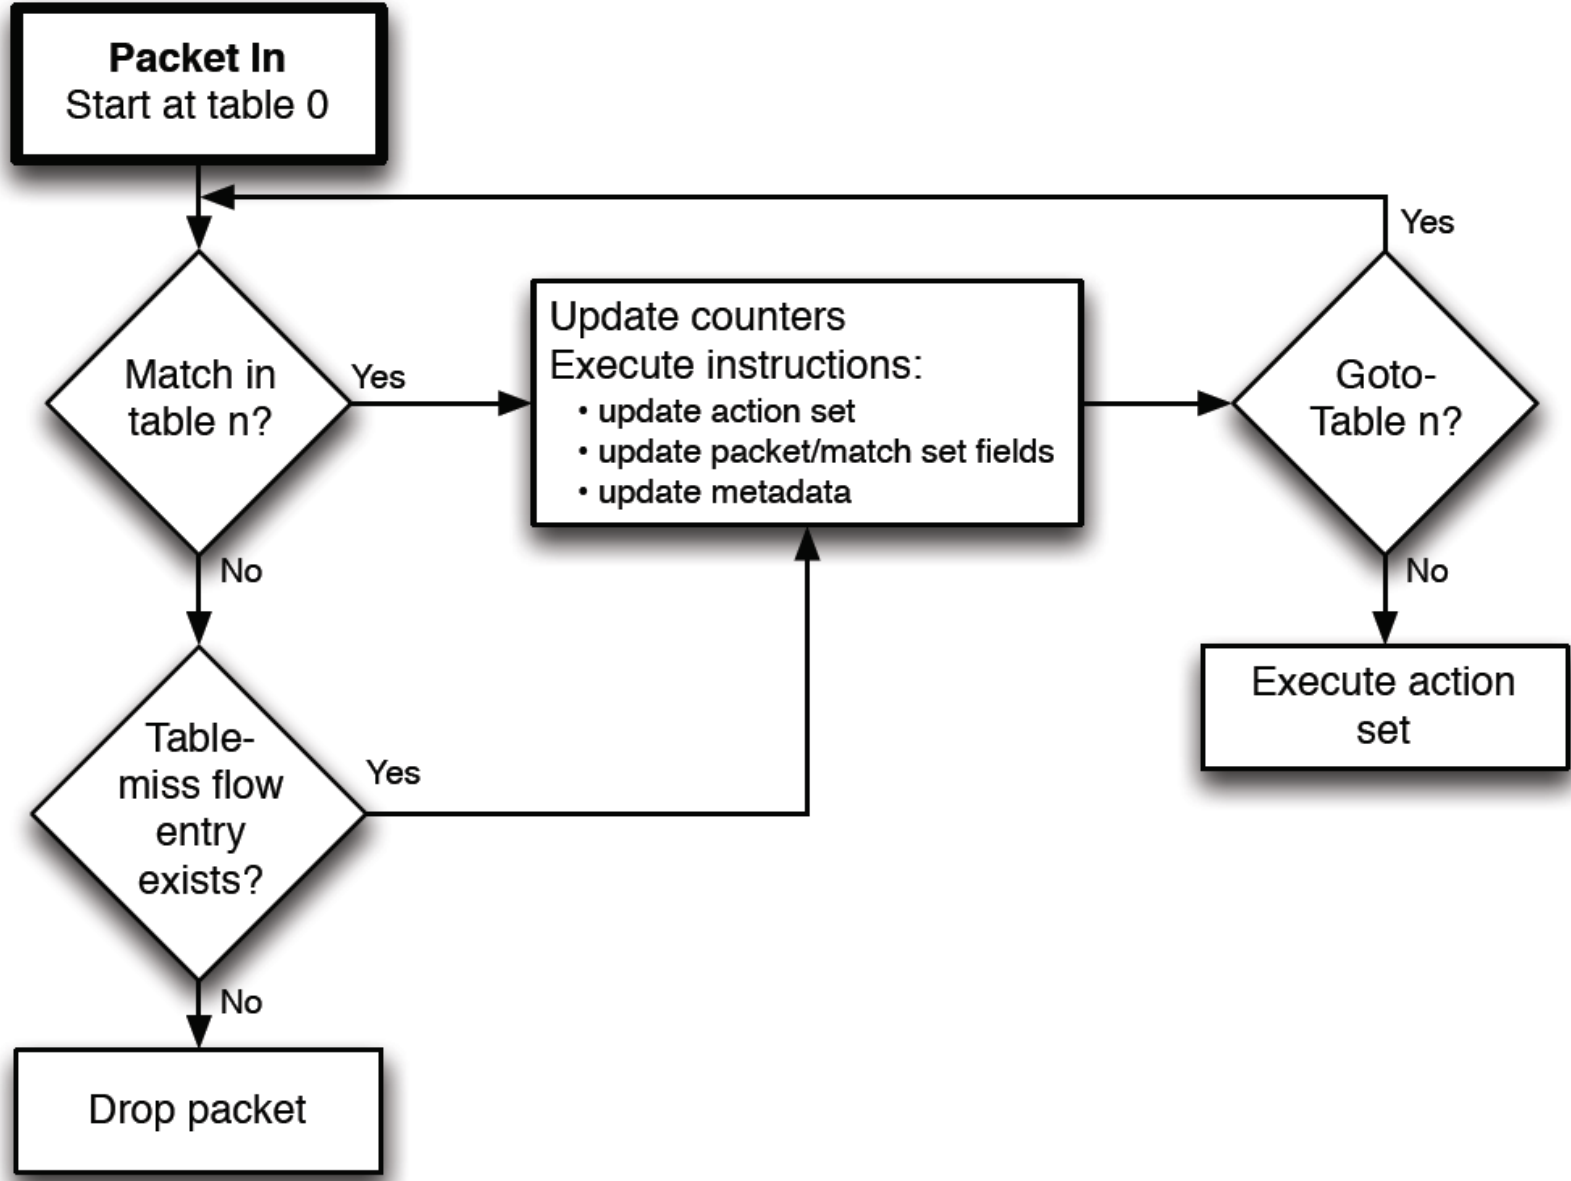 Packet In
Start at table 0
Yes
Match in
table n?
Yes
Update counters
Execute instructions:
• update action set
• update packet/match set fields
• update metadata
Goto-
Table n?
No
No
Execute action
set
Table-
miss flow
entry
exists?
Yes
No
Drop packet